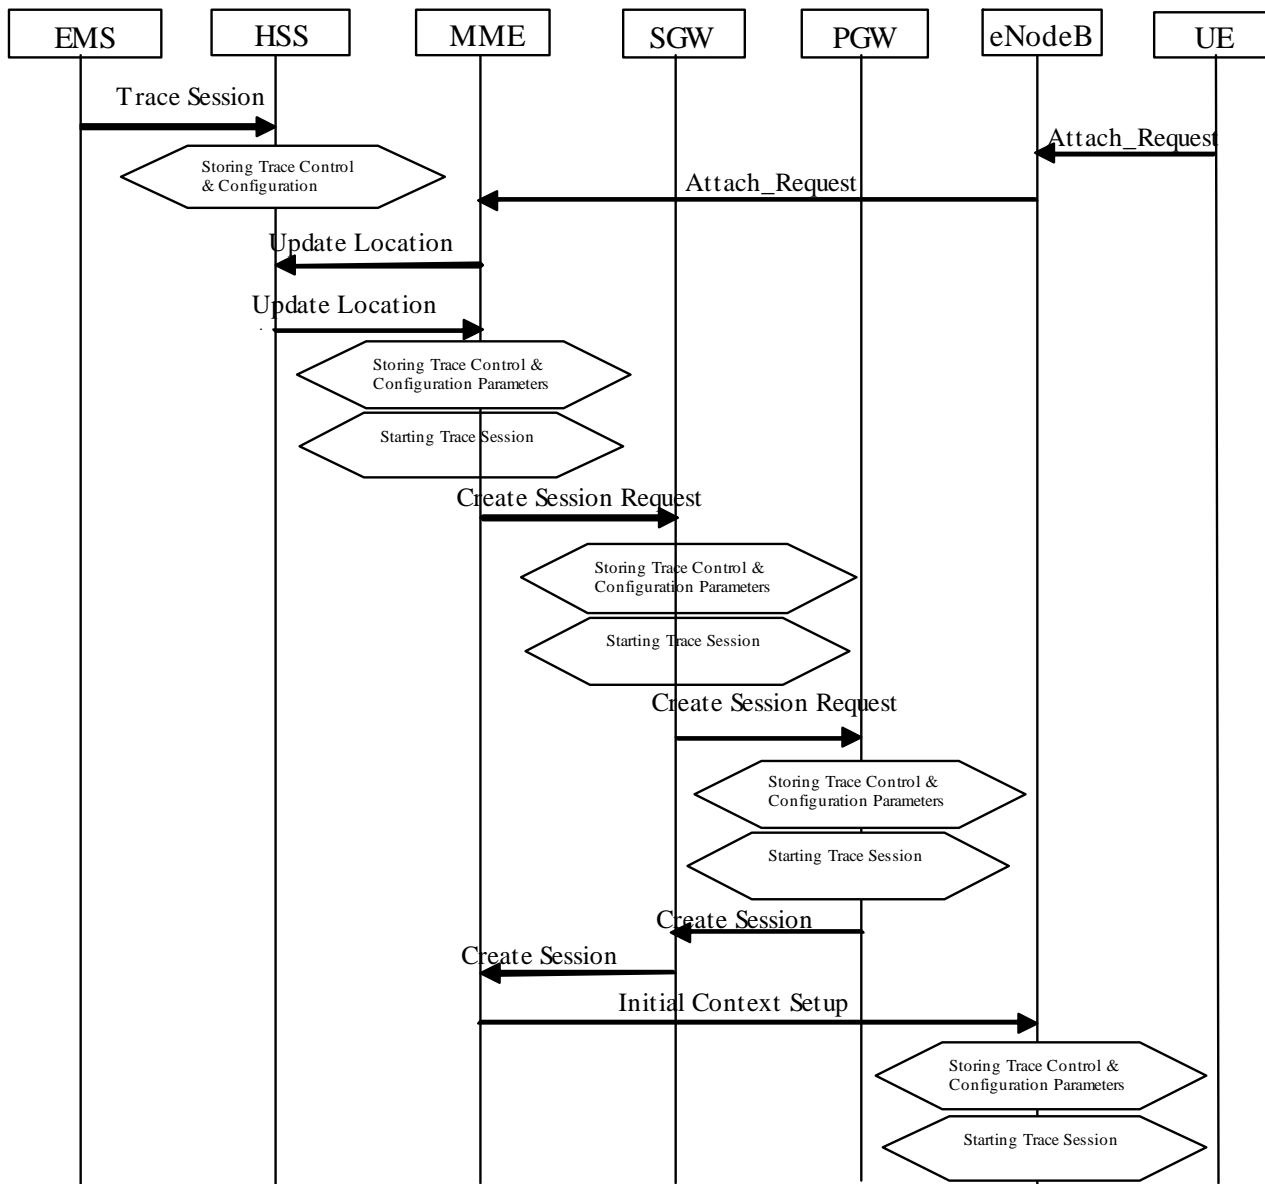 EMS
HSS
MME
SGW
PGW
eNodeB
UE
Trace Session
Attach_Request
Storing Trace Control
& Configuration
Attach_Request
Update Location
Update Location
Storing Trace Control &
Configuration Parameters
Starting Trace Session
Create Session Request
Storing Trace Control &
Configuration Parameters
Starting Trace Session
Create Session Request
Storing Trace Control &
Configuration Parameters
Starting Trace Session
Create Session
Create Session
Initial Context Setup
Storing Trace Control &
Configuration Parameters
Starting Trace Session